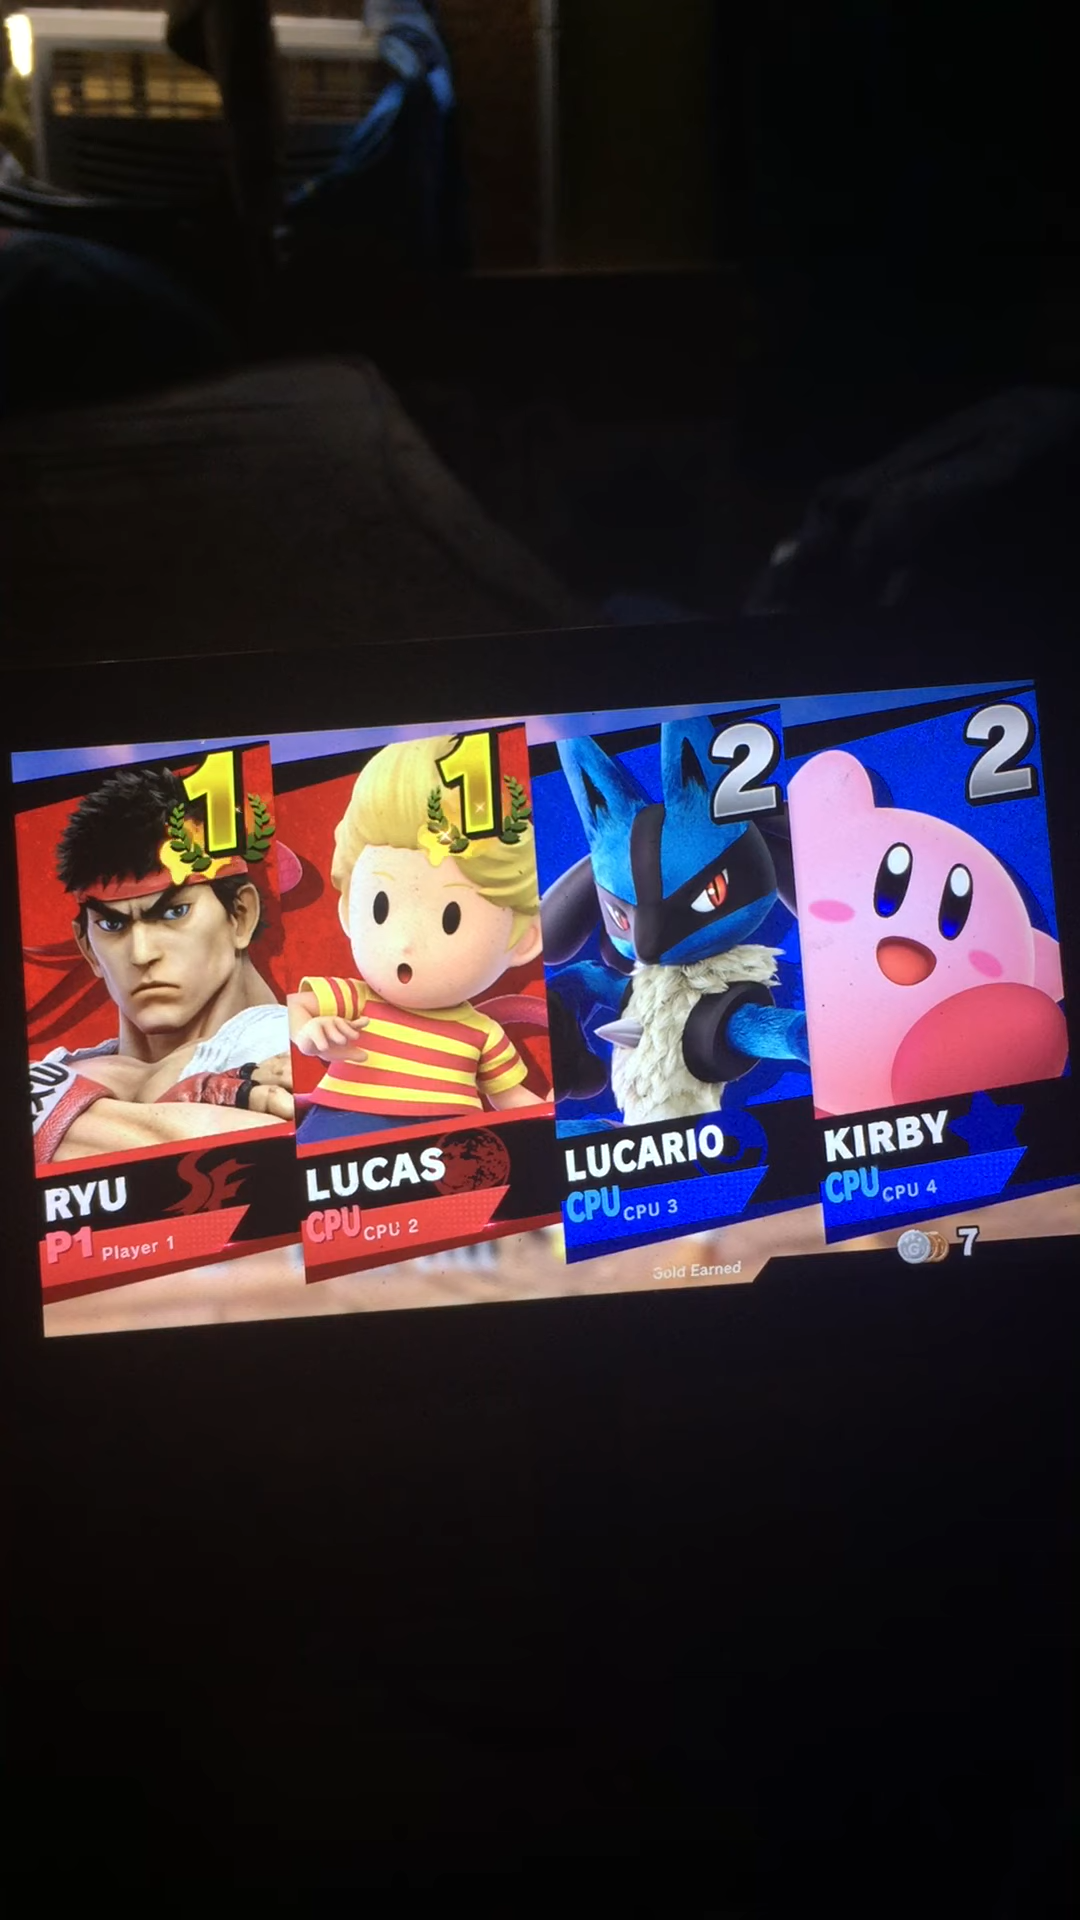 1
1
2
2
RYU
P1 Player 1
LUCAS
CPU CPU 2
LUCARIO
CPU CPU 3
KIRBY
CPU CPU 4
Gold Earned
G 7